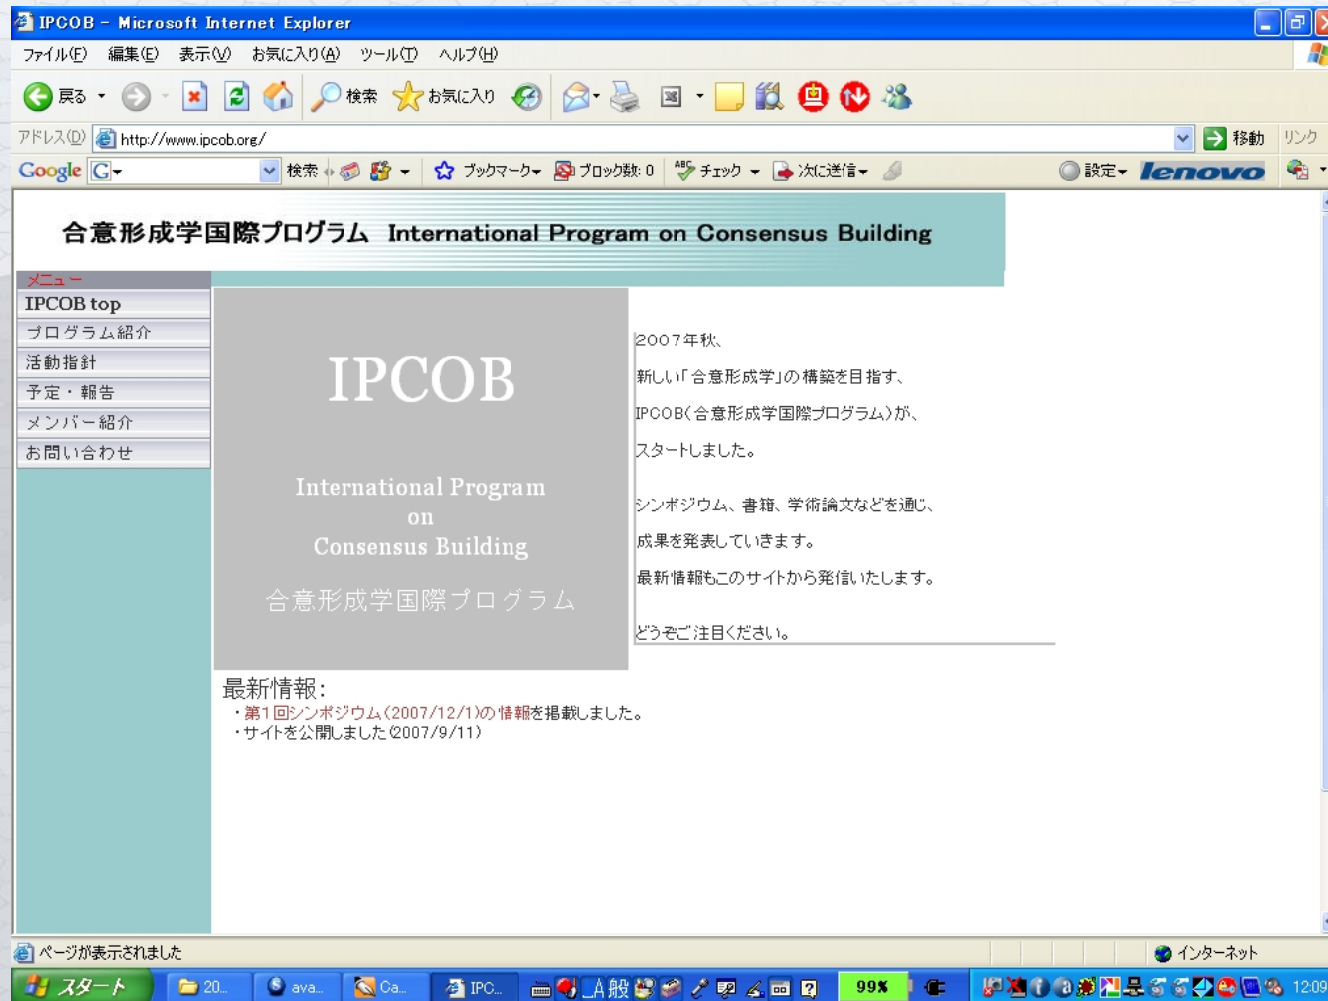 IPCOB - Microsoft Internet Explorer
ファイル(F) 編集(E) 表示(V) お気に入り(A) ツール(T) ヘルプ(H)
戻る 検索 お気に入り
アドレス(D) http://www.ipcob.org/ 移動 リンク
Google G 検索 ブックマーク ブロック数: 0 ABC チェック 次に送信 設定 lenovo
合意形成学国際プログラム International Program on Consensus Building
メニュー
IPCOB top
プログラム紹介
活動指針
予定・報告
メンバー紹介
お問い合わせ
IPCOB
International Program
on
Consensus Building
合意形成学国際プログラム
2007年秋、
新しい「合意形成学」の構築を目指す、
IPCOB(合意形成学国際プログラム)が、
スタートしました。
シンポジウム、書籍、学術論文などを通じ、
成果を発表していきます。
最新情報もこのサイトから発信いたします。
どうぞご注目ください。
最新情報:
・第1回シンポジウム(2007/12/1)の情報を掲載しました。
・サイトを公開しました(2007/9/11)
ページが表示されました インターネット
スタート 20... ava... Ca... IPC... A般 99% 12:09